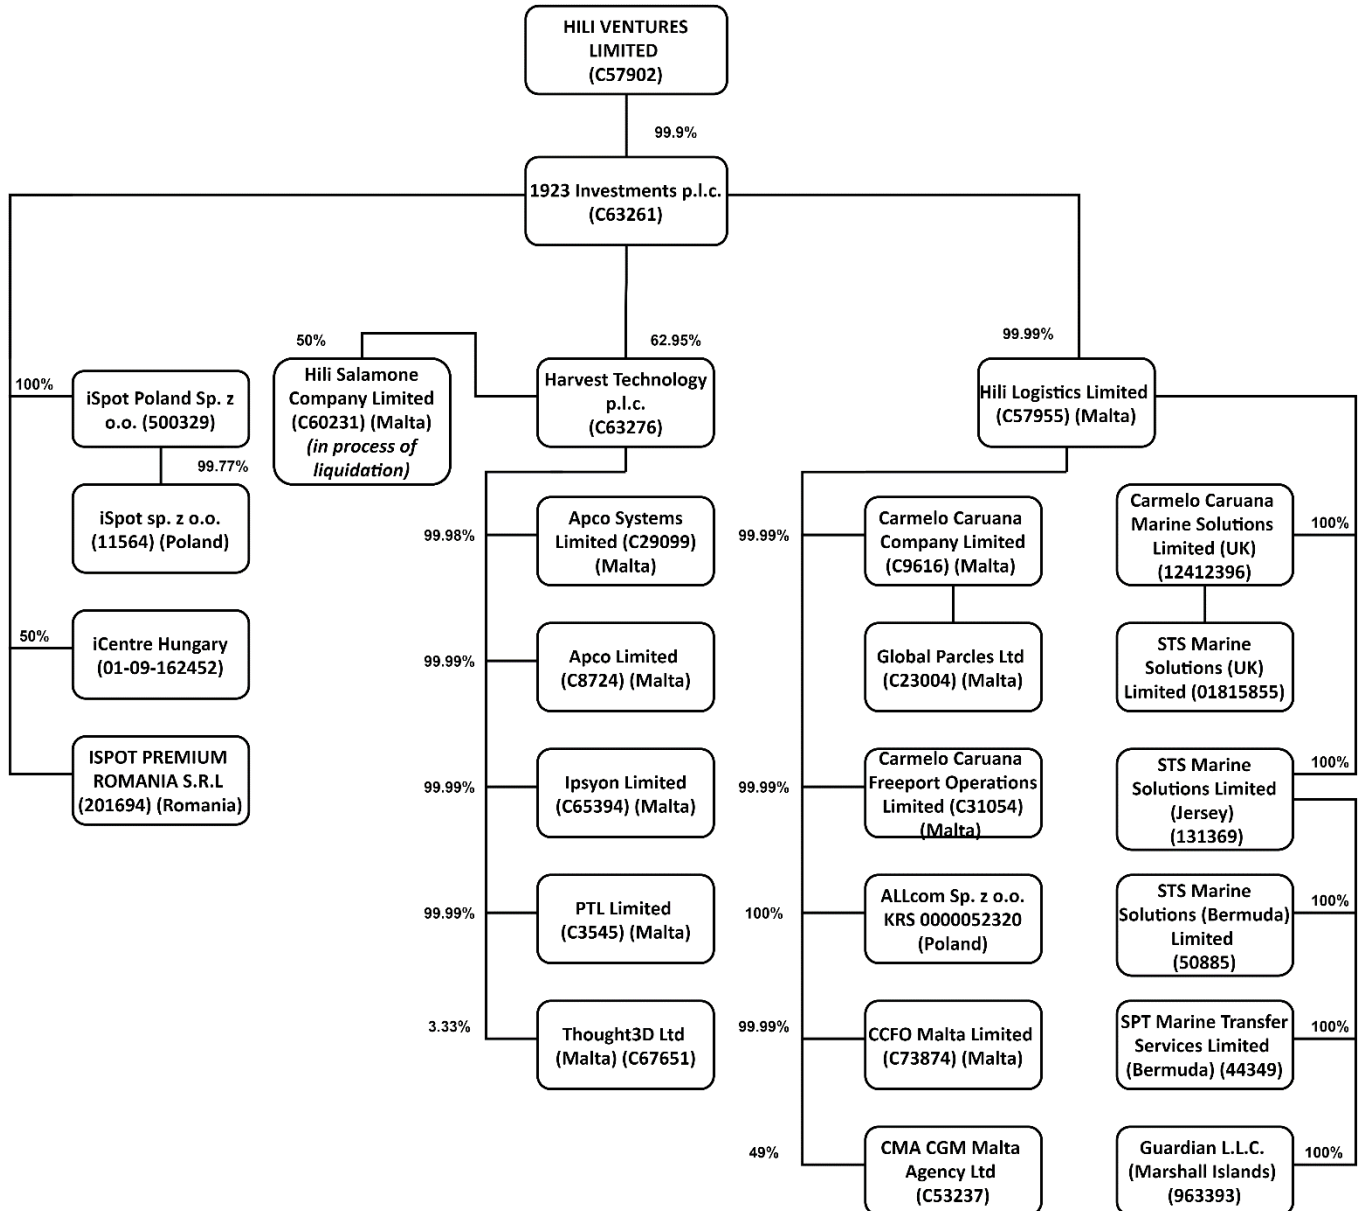 HILI VENTURES
LIMITED
(C57902)
99.9%
1923 Investments p.l.c.
(C63261)
100%
iSpot Poland Sp. z
o.o. (500329)
99.77%
iSpot sp. z o.o.
(11564) (Poland)
50%
iCentre Hungary
(01-09-162452)
ISPOT PREMIUM
ROMANIA S.R.L
(201694) (Romania)
50%
Hili Salamone
Company Limited
(C60231) (Malta)
(in process of
liquidation)
62.95%
Harvest Technology
p.l.c.
(C63276)
99.98%
Apco Systems
Limited (C29099)
(Malta)
99.99%
Apco Limited
(C8724) (Malta)
99.99%
Ipsyon Limited
(C65394) (Malta)
99.99%
PTL Limited
(C3545) (Malta)
3.33%
Thought3D Ltd
(Malta) (C67651)
99.99%
Hili Logistics Limited
(C57955) (Malta)
99.99%
Carmelo Caruana
Company Limited
(C9616) (Malta)
Global Parcles Ltd
(C23004) (Malta)
99.99%
Carmelo Caruana
Freeport Operations
Limited (C31054)
(Malta)
100%
ALLcom Sp. z o.o.
KRS 0000052320
(Poland)
99.99%
CCFO Malta Limited
(C73874) (Malta)
49%
CMA CGM Malta
Agency Ltd
(C53237)
Carmelo Caruana
Marine Solutions
Limited (UK)
(12412396)
100%
STS Marine
Solutions (UK)
Limited (01815855)
STS Marine
Solutions Limited
(Jersey)
(131369)
100%
STS Marine
Solutions (Bermuda)
Limited
(50885)
100%
SPT Marine Transfer
Services Limited
(Bermuda) (44349)
100%
Guardian L.L.C.
(Marshall Islands)
(963393)
100%